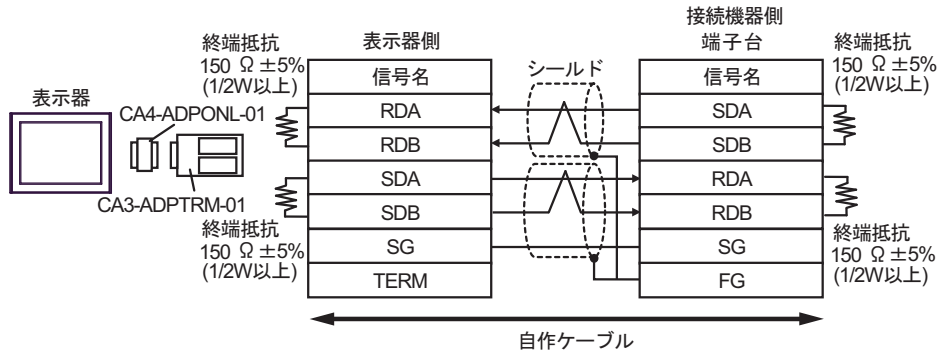 接続機器側
終端抵抗
150 Ω ±5%
(1/2W以上)
表示器側
端子台
終端抵抗
150 Ω ±5%
(1/2W以上)
信号名
シールド
信号名
表示器
CA4-ADPONL-01
RDA
SDA
RDB
SDB
SDA
RDA
CA3-ADPTRM-01
SDB
RDB
終端抵抗
150 Ω ±5%
(1/2W以上)
SG
SG
終端抵抗
150 Ω ±5%
(1/2W以上)
TERM
FG
自作ケーブル